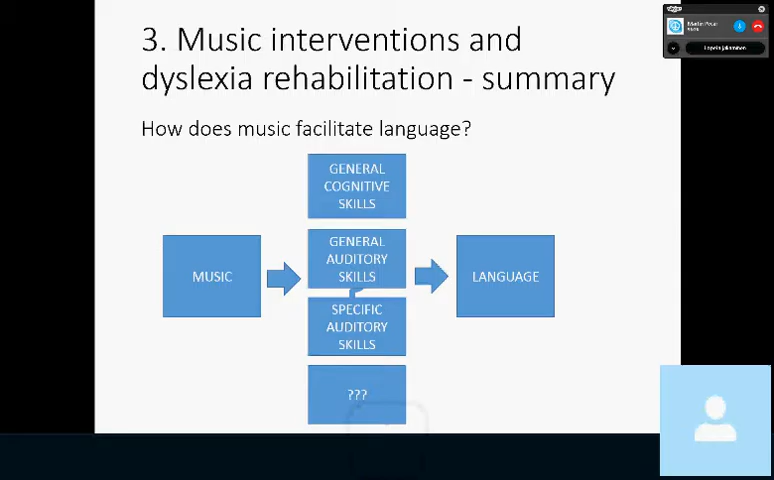 3. Music interventions and
dyslexia rehabilitation - summary
How does music facilitate language?
GENERAL
COGNITIVE
SKILLS
MUSIC
GENERAL
AUDITORY
SKILLS
LANGUAGE
SPECIFIC
AUDITORY
SKILLS
???